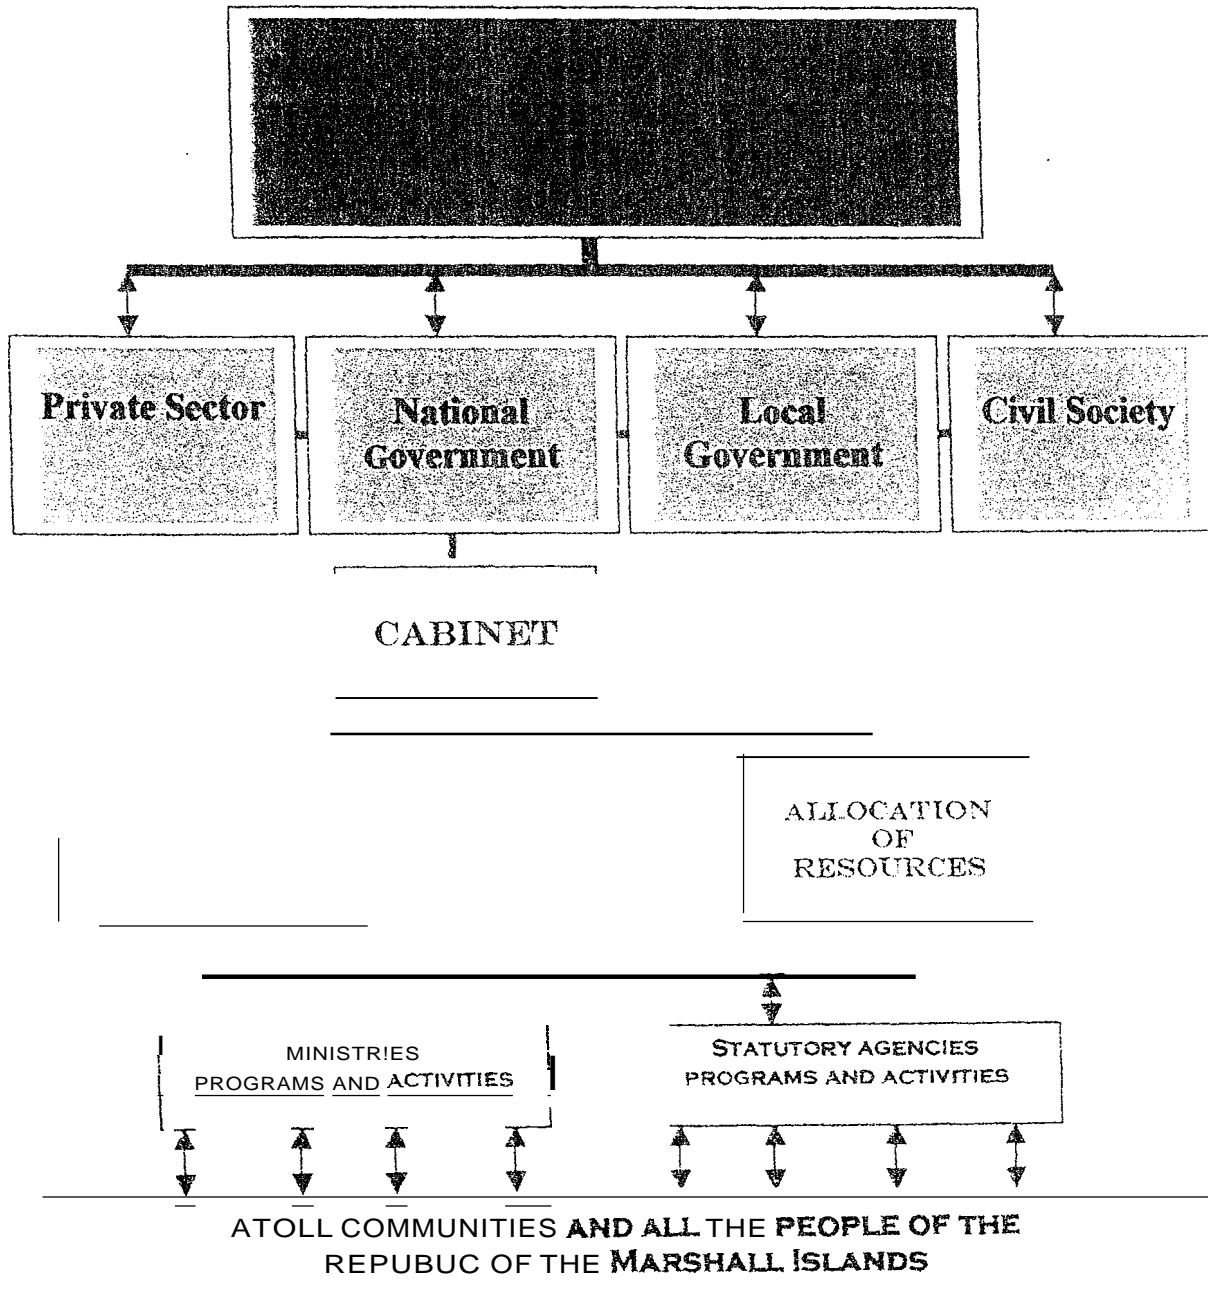 Private Sector
National
Government
Local
Government
Civil Society
CABINET
ALLOCATION
OF
RESOURCES
MINISTR!ES
PROGRAMS AND ACTIVITIES
STATUTORY AGENCIES
PROGRAMS AND ACTIVITIES
ATOLL COMMUNITIES AND ALL THE PEOPLE OF THE
REPUBUC OF THE MARSHALL ISLANDS